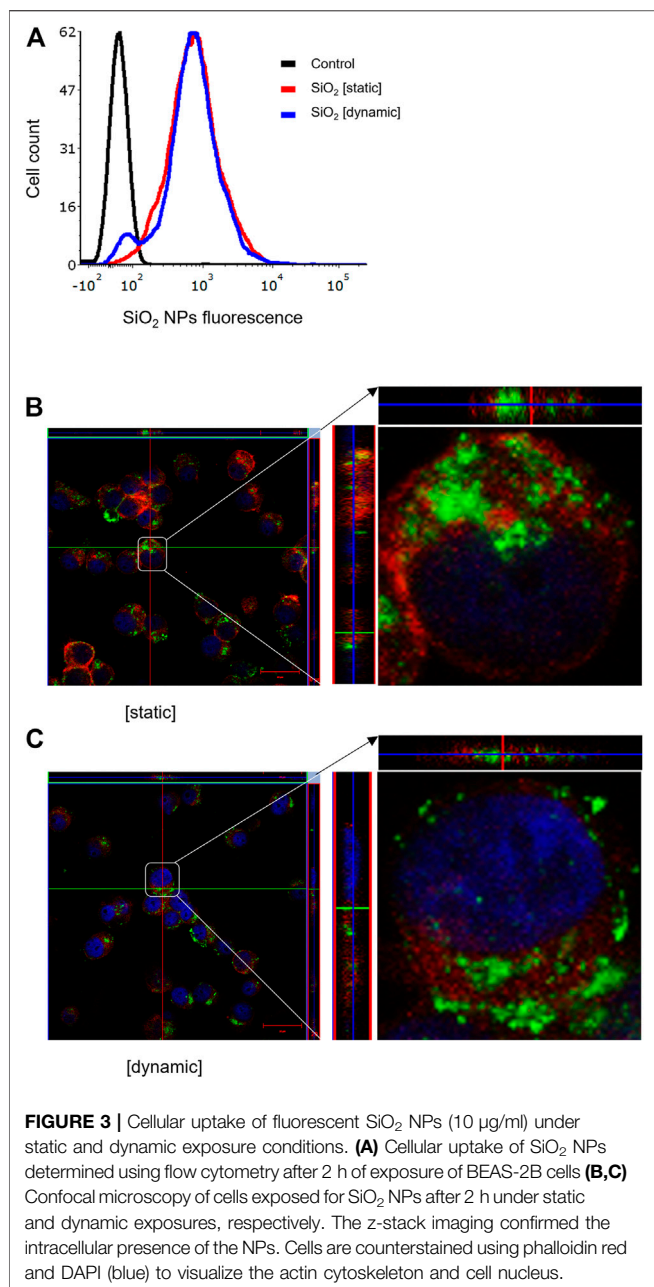 A
62
47
31
16
0
Cell count
Control
SiO₂ [static]
SiO₂ [dynamic]
-10² 10² 10³ 10⁴ 10⁵
SiO₂ NPs fluorescence
B
[static]
C
[dynamic]
FIGURE 3 | Cellular uptake of fluorescent SiO₂ NPs (10 µg/ml) under
static and dynamic exposure conditions. (A) Cellular uptake of SiO₂ NPs
determined using flow cytometry after 2 h of exposure of BEAS-2B cells (B,C)
Confocal microscopy of cells exposed for SiO₂ NPs after 2 h under static
and dynamic exposures, respectively. The z-stack imaging confirmed the
intracellular presence of the NPs. Cells are counterstained using phalloidin red
and DAPI (blue) to visualize the actin cytoskeleton and cell nucleus.